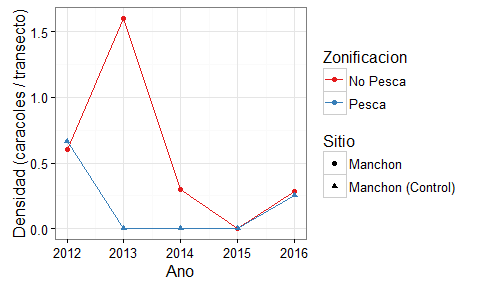 Densidad (caracoles / transecto)
1.5
1.0
0.5
0.0
2012 2013 2014 2015 2016
Ano
Zonificacion
No Pesca
Pesca
Sitio
Manchon
Manchon (Control)